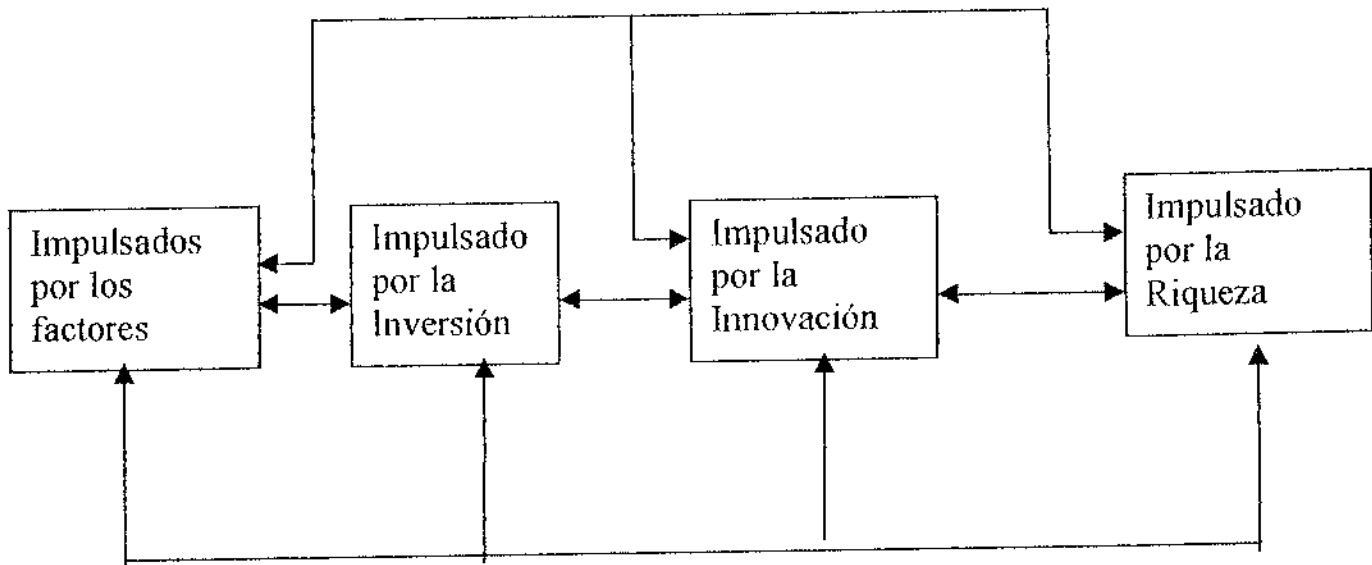 Impulsados
por los
factores
Impulsado
por la
Inversión
Impulsado
por la
Innovación
Impulsado
por la
Riqueza